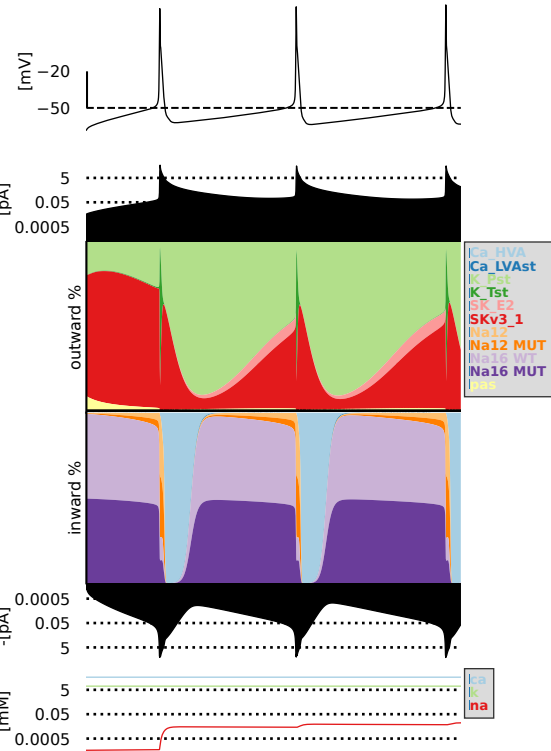 [mV]
−20
−50
[pA]
5
0.05
0.0005
outward %
Ca_HVA
Ca_LVAst
K_Pst
K_Tst
SK_E2
SKv3_1
Na12
Na12 MUT
Na16 WT
Na16 MUT
pas
inward %
0.0005
0.05
5
-[pA]
ca
k
na
5
0.05
0.0005
[mM]